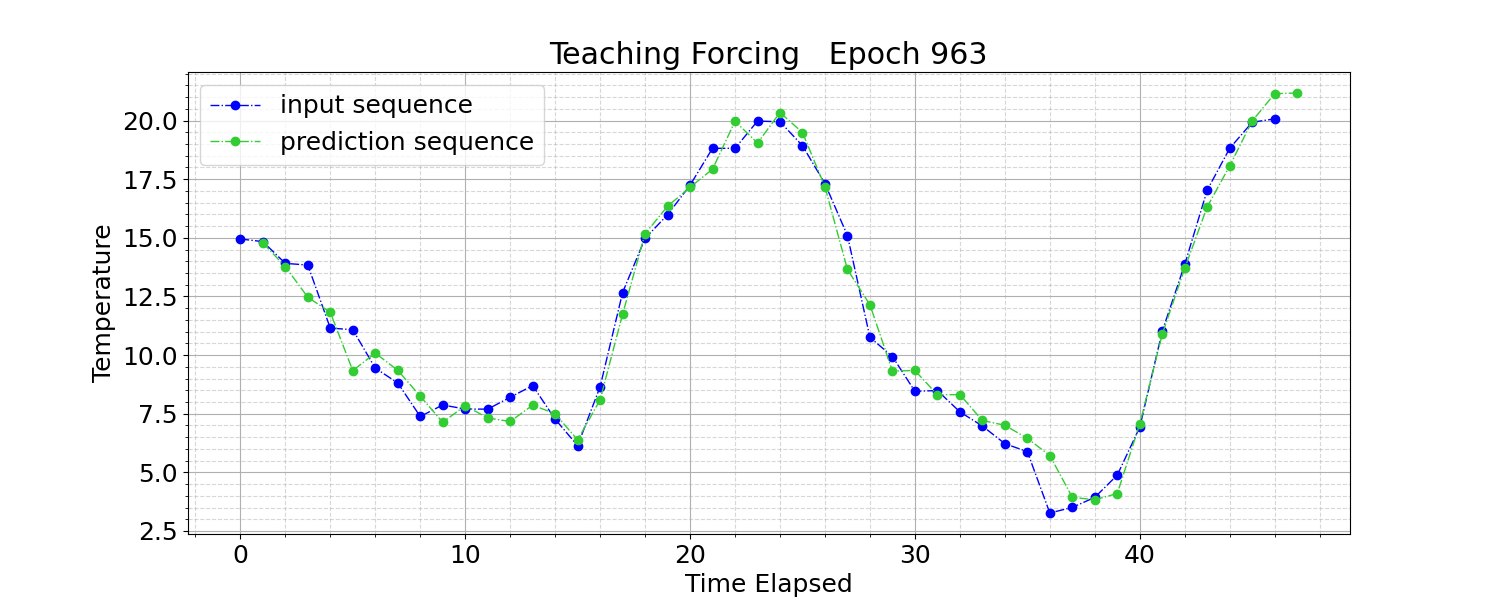 Teaching Forcing   Epoch 963
input sequence
prediction sequence
20.0
17.5
15.0
12.5
10.0
7.5
5.0
2.5
Temperature
0 10 20 30 40
Time Elapsed